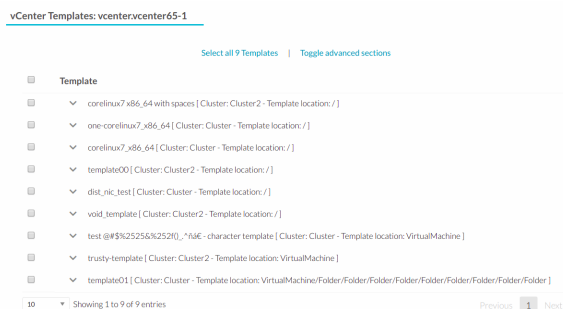 vCenter Templates: vcenter.vcenter65-1
Select all 9 Templates | Toggle advanced sections
Template
corelinux7 x86_64 with spaces [ Cluster: Cluster2 - Template location: / ]
one-corelinux7_x86_64 [ Cluster: Cluster - Template location: / ]
corelinux7_x86_64 [ Cluster: Cluster - Template location: / ]
template00 [ Cluster: Cluster2 - Template location: / ]
dist_nic_test [ Cluster: Cluster - Template location: / ]
void_template [ Cluster: Cluster2 - Template location: / ]
test @#$%2525&%252f()_.^ñá€ - character template [ Cluster: Cluster - Template location: VirtualMachine ]
trusty-template [ Cluster: Cluster2 - Template location: VirtualMachine ]
template01 [ Cluster: Cluster - Template location: VirtualMachine/Folder/Folder/Folder/Folder/Folder/Folder/Folder/Folder/Folder ]
10 Showing 1 to 9 of 9 entries Previous 1 Next